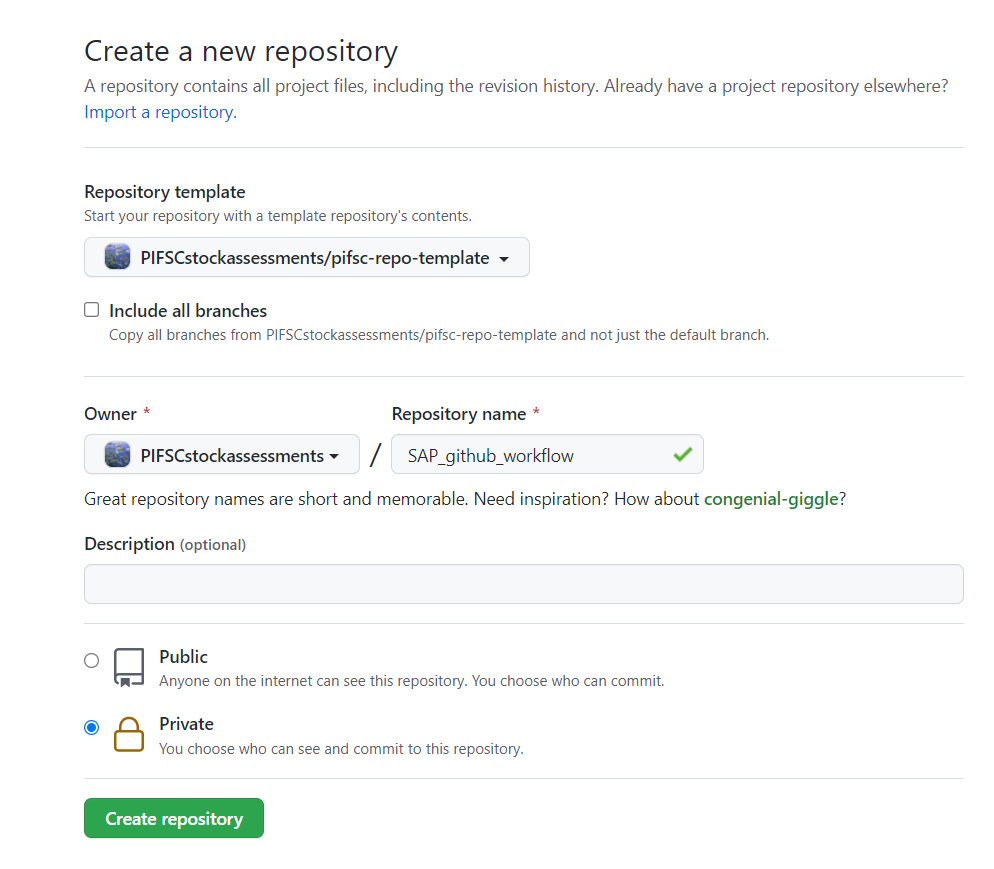 Create a new repository
A repository contains all project files, including the revision history. Already have a project repository elsewhere?
Import a repository.
Repository template
Start your repository with a template repository's contents.
PIFSCstockassessments/pifsc-repo-template
Include all branches
Copy all branches from PIFSCstockassessments/pifsc-repo-template and not just the default branch.
Owner *
Repository name *
PIFSCstockassessments
/
SAP_github_workflow
Great repository names are short and memorable. Need inspiration? How about congenial-giggle?
Description (optional)
Public
Anyone on the internet can see this repository. You choose who can commit.
Private
You choose who can see and commit to this repository.
Create repository